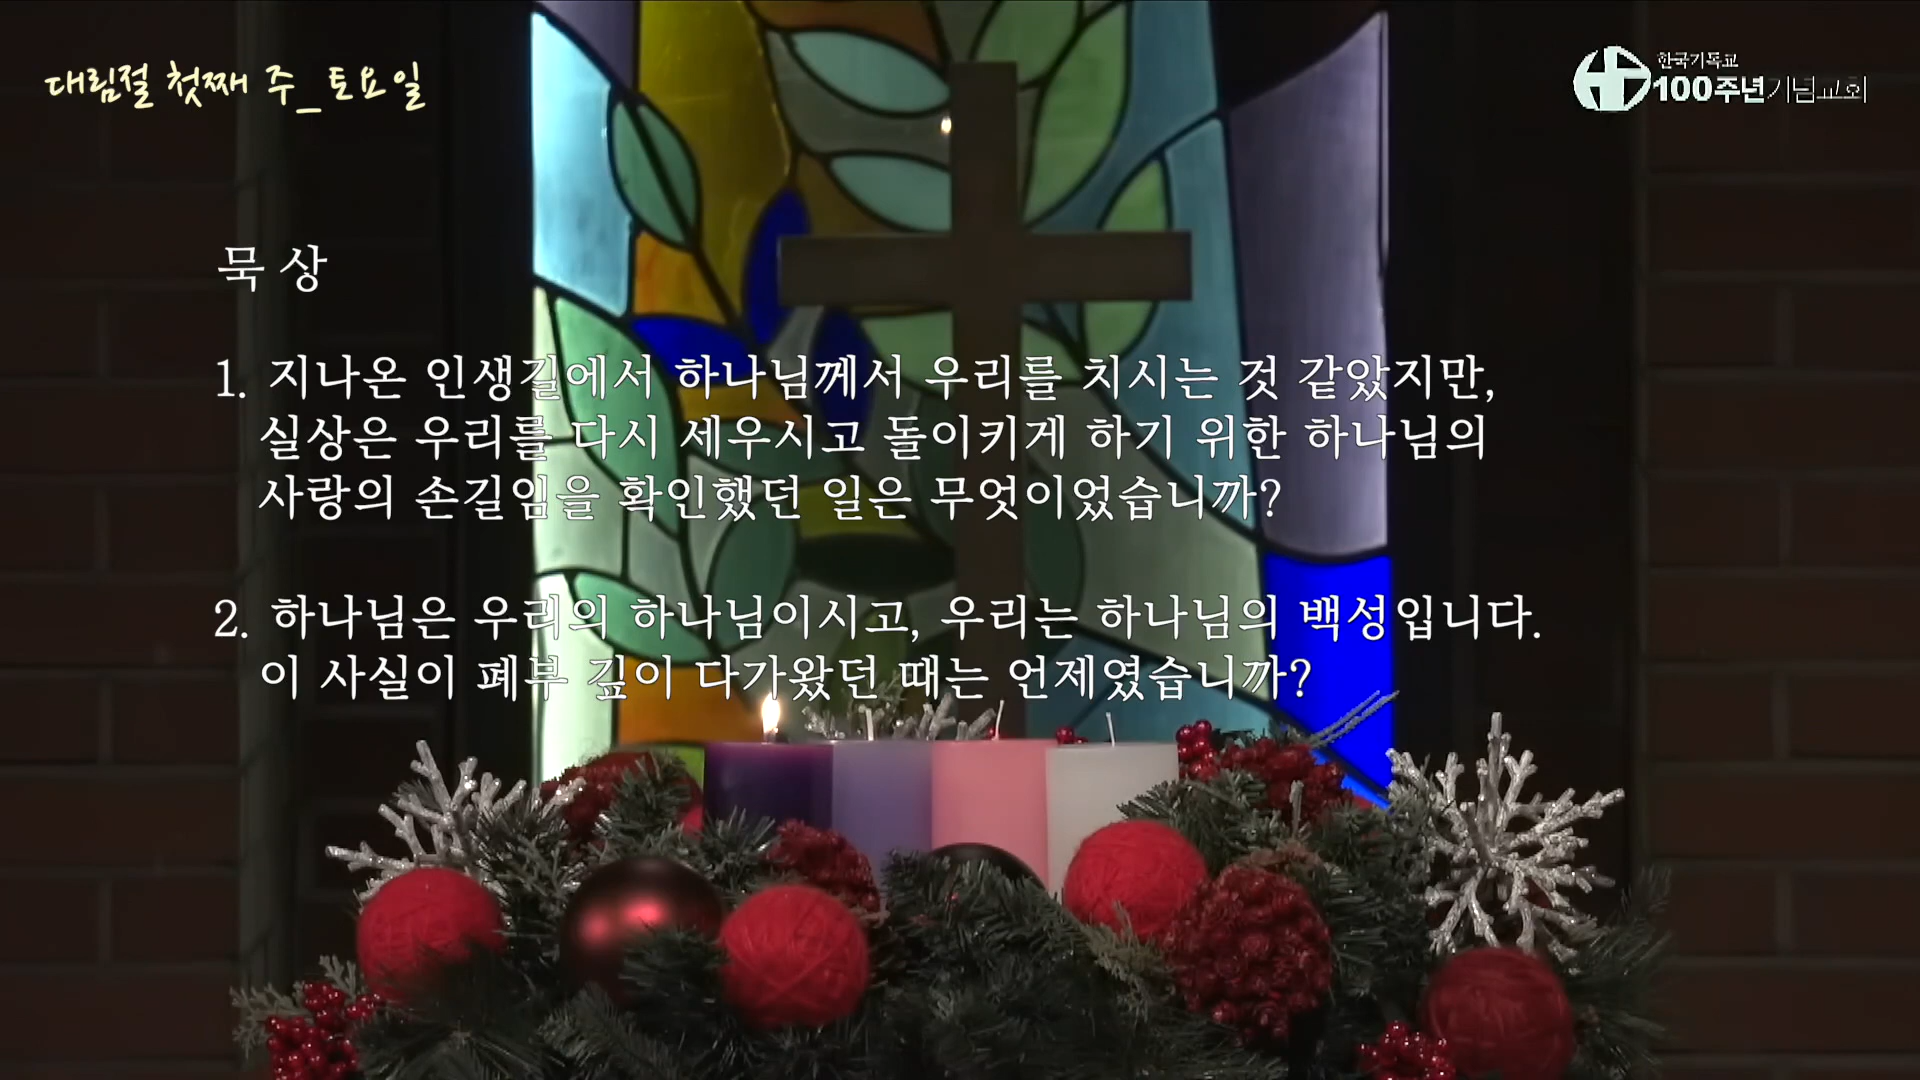 대림절 첫째 주_토요일
한국기독교
100주년기념교회
묵 상
1. 지나온 인생길에서 하나님께서 우리를 치시는 것 같았지만,
실상은 우리를 다시 세우시고 돌이키게 하기 위한 하나님의
사랑의 손길임을 확인했던 일은 무엇이었습니까?
2. 하나님은 우리의 하나님이시고, 우리는 하나님의 백성입니다.
이 사실이 폐부 깊이 다가왔던 때는 언제였습니까?